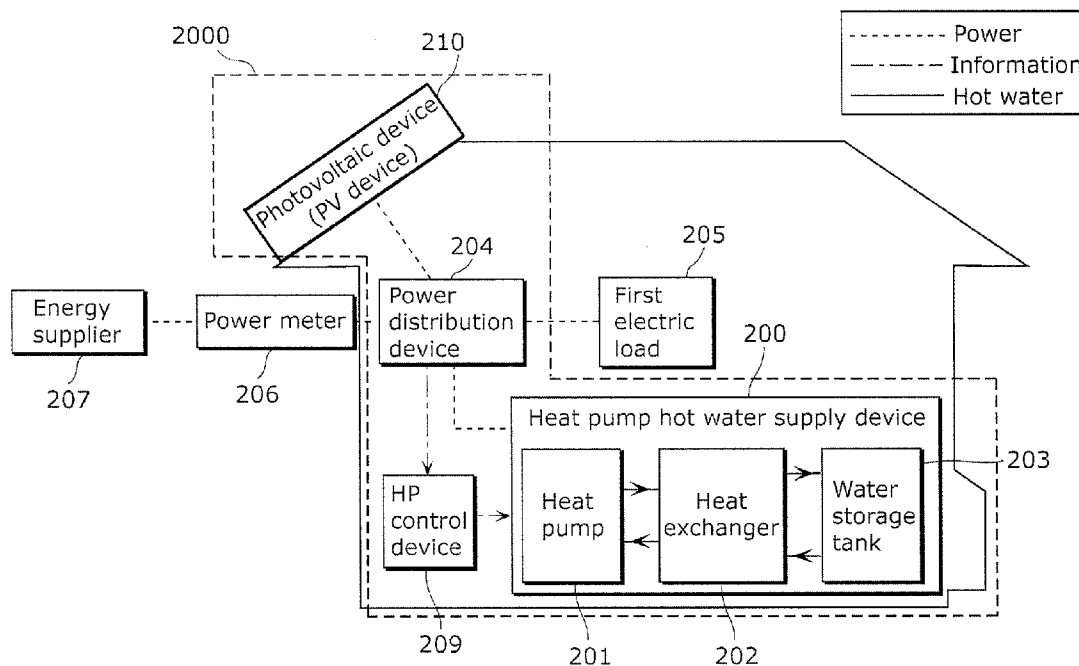 2000
210
Power
Information
Hot water
Photovoltaic device
(PV device)
204
205
Energy
supplier
Power meter
Power
distribution
device
First
electric
load
207
206
200
Heat pump hot water supply device
203
HP
control
device
Heat
pump
Heat
exchanger
Water
storage
tank
209
201
202